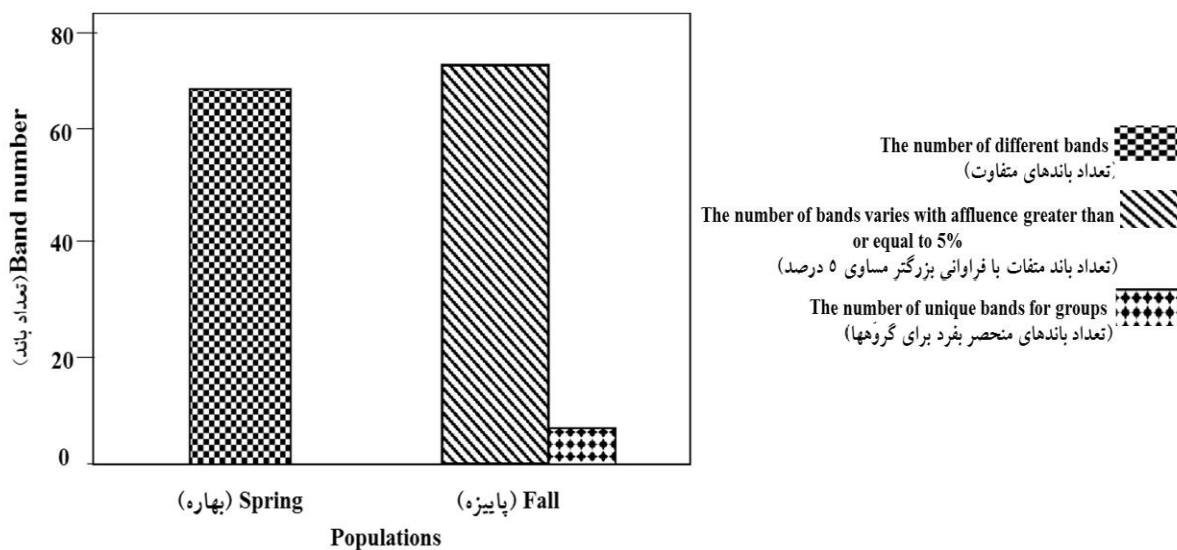 80
60
40
20
0
Band number(تعداد باند)
Spring (بهاره)
Fall (پاییزه)
Populations
The number of different bands
(تعداد باندهای متفاوت)
The number of bands varies with affluence greater than
or equal to 5%
(تعداد باند متفات با فراوانی بزرگتر مساوی ٥ درصد)
The number of unique bands for groups
(تعداد باندهای منحصر بفرد برای گروهها)